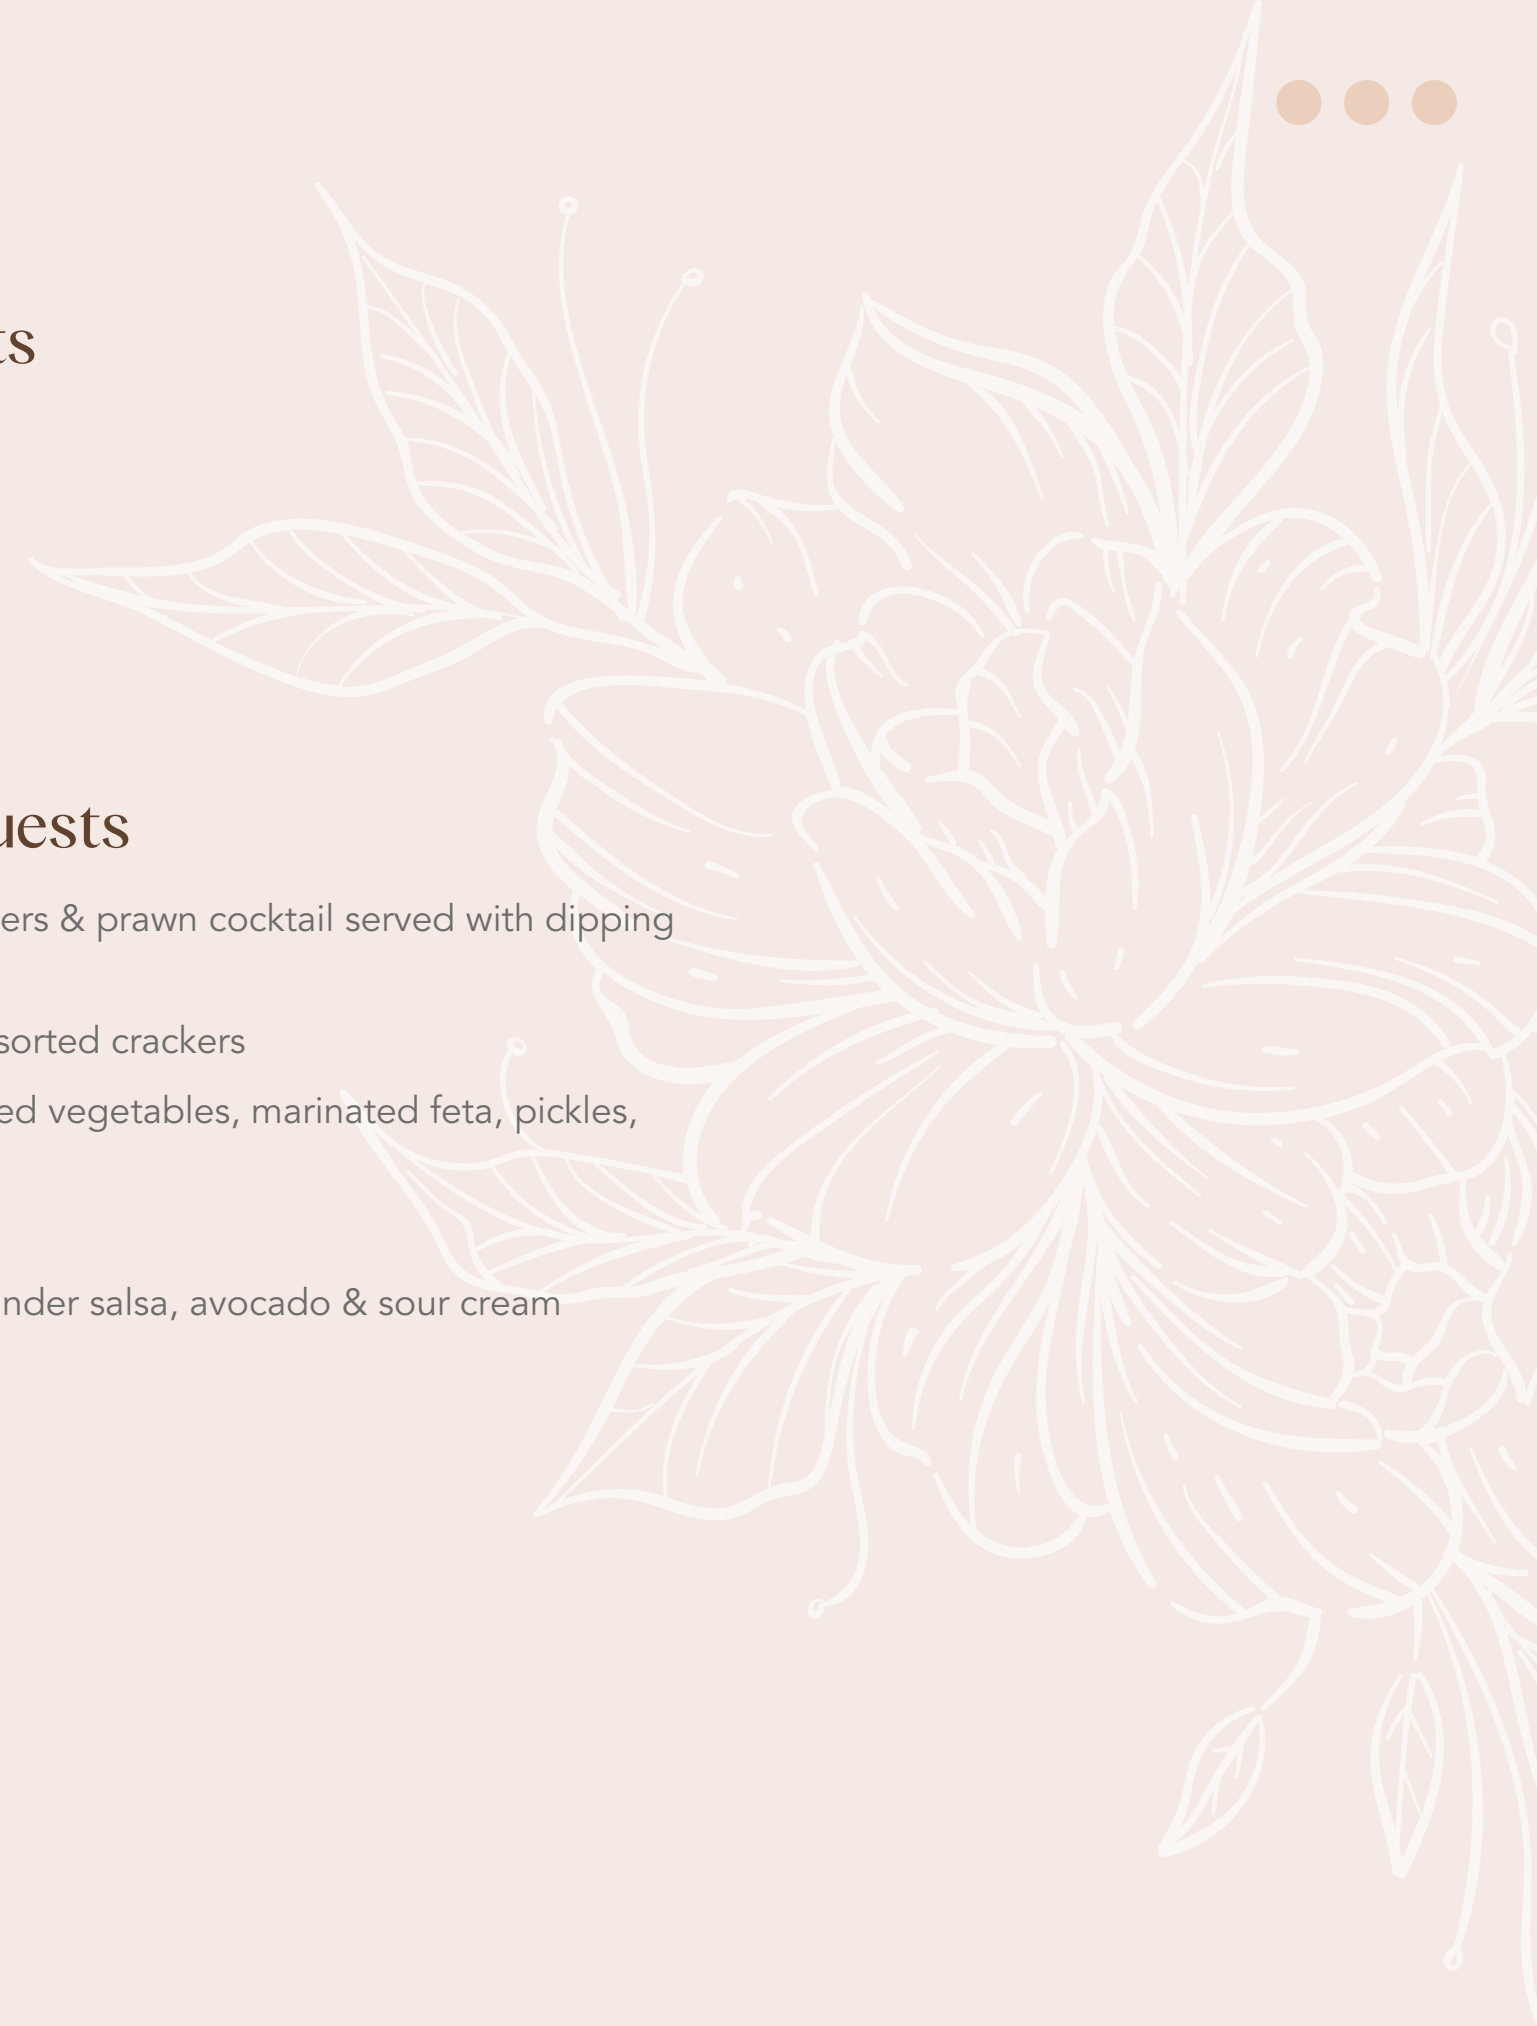 ts
uests
ers & prawn cocktail served with dipping
sorted crackers
ed vegetables, marinated feta, pickles,
nder salsa, avocado & sour cream